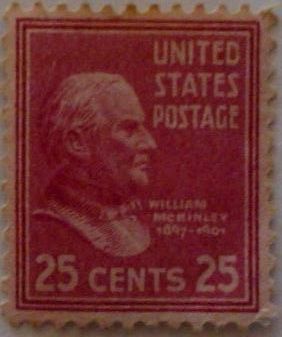 UNITED
STATES
POSTAGE
WILLIAM
McKINLEY
1897-1901
25 CENTS 25